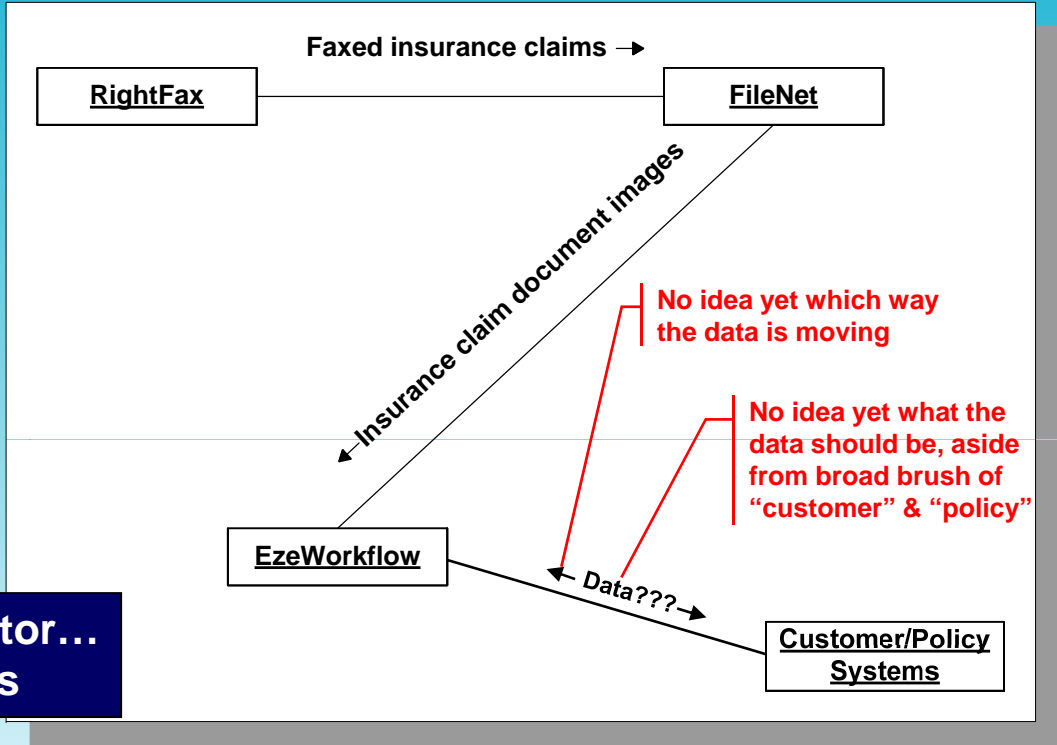 Faxed insurance claims
RightFax
FileNet
Insurance claim document images
No idea yet which way
the data is moving
No idea yet what the
data should be, aside
from broad brush of
“customer” & “policy”
EzeWorkflow
Data???
Customer/Policy
Systems
tor…
s